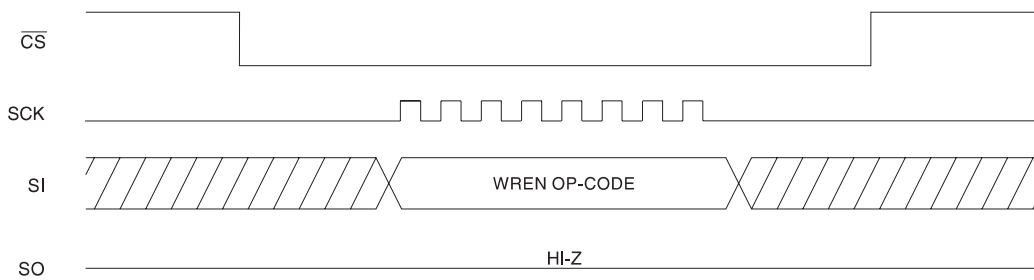 CS
SCK
SI
WREN OP-CODE
SO
HI-Z